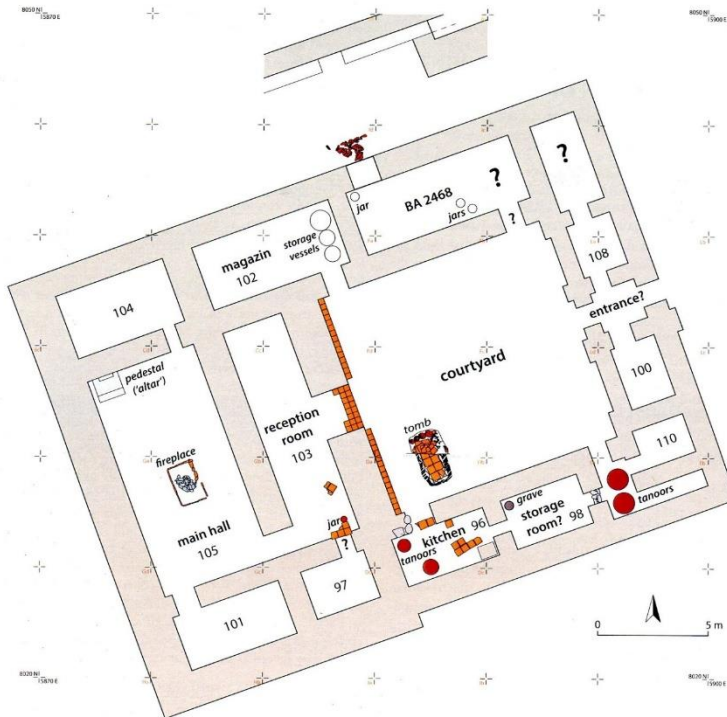 8050 N
15870 E
8050 N
15900 E
?
?
BA 2468
jar
jars
?
magazin
102
storage
vessels
108
entrance?
104
courtyard
100
pedestal
('altar')
reception
room
103
tomb
110
fireplace
grave
tanoors
storage
room?
98
main hall
105
jar
?
kitchen
96
tanoors
97
101
0
5 m
8020 N
15870 E
8020 N
15900 E